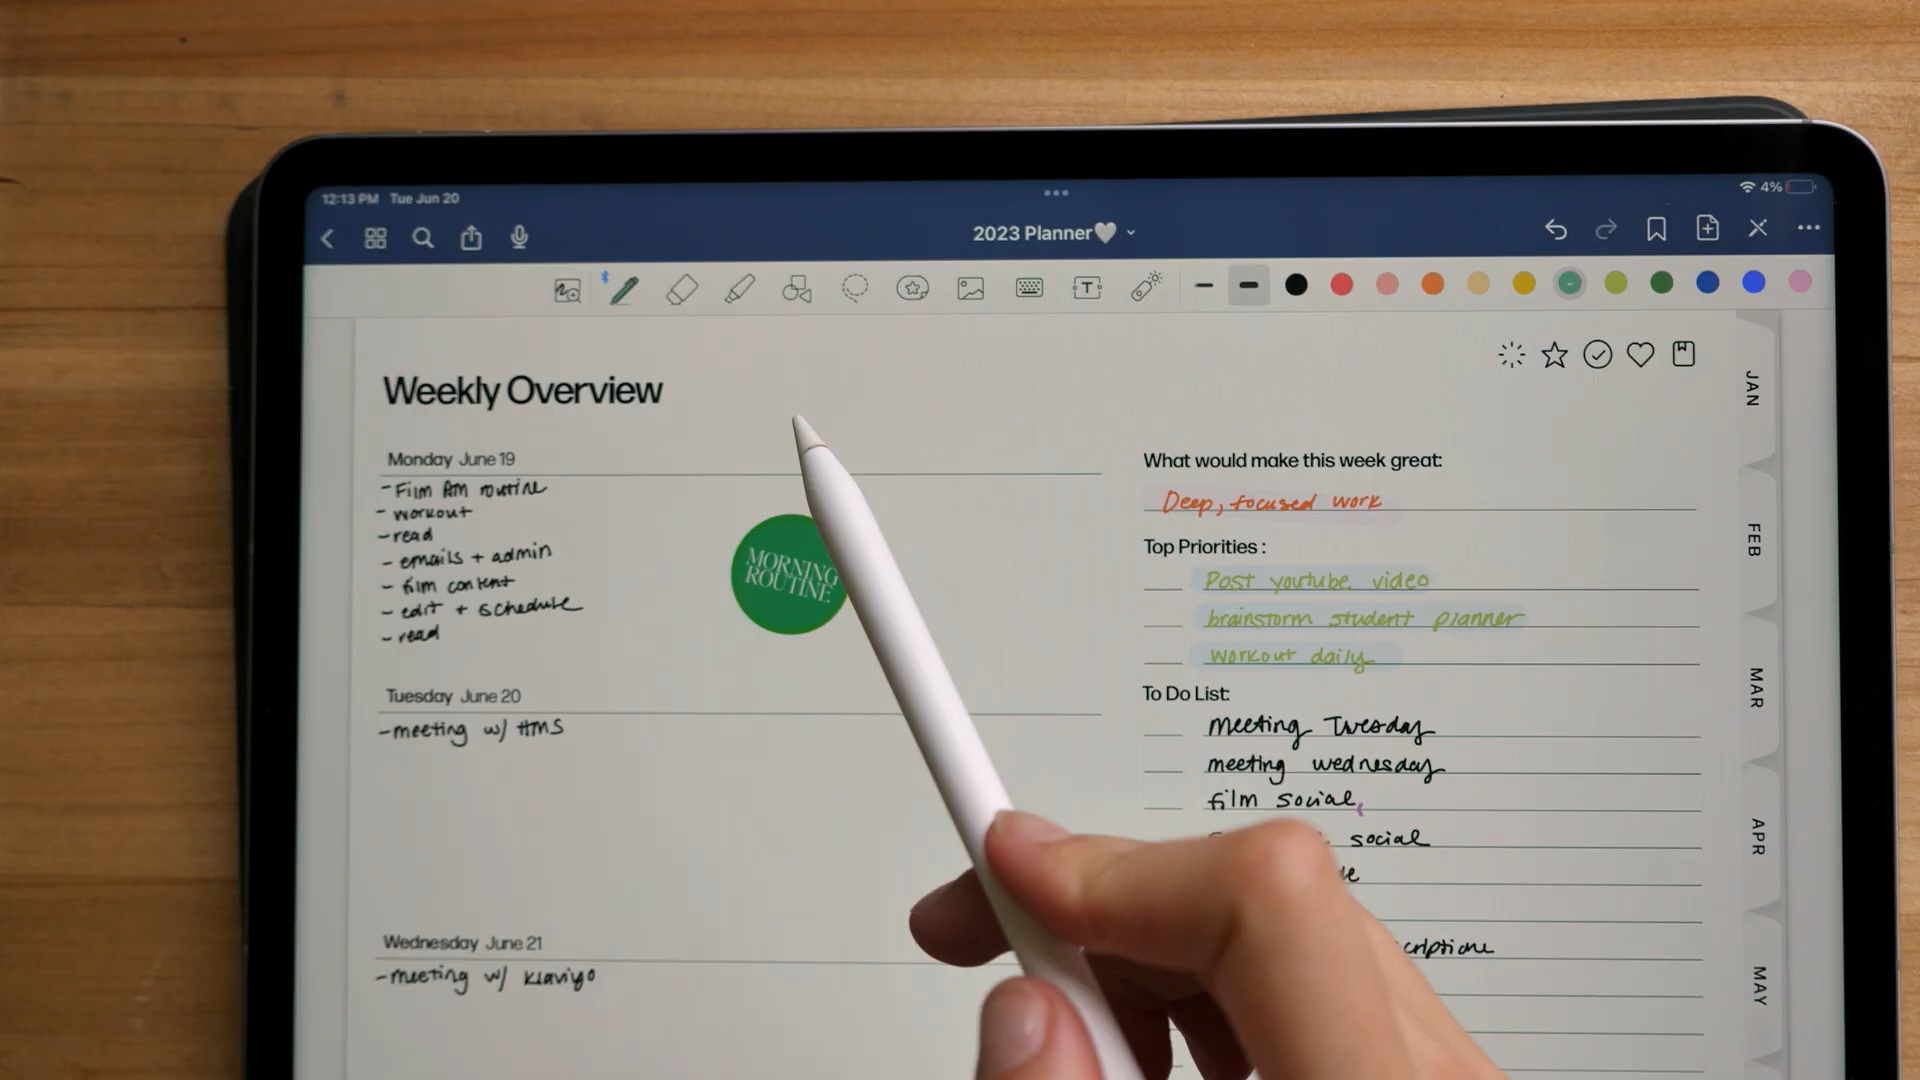 12:13 PM Tue Jun 20
4%
2023 Planner🤍
T
Weekly Overview
Monday June 19
- Film AM routine
- workout
- read
- emails + admin
- film content
- edit + schedule
- read
MORNING
ROUTINE
Tuesday June 20
- meeting w/ HMS
Wednesday June 21
- meeting w/ Klaviyo
What would make this week great:
Deep, focused work
Top Priorities :
Post youtube video
brainstorm student planner
workout daily
To Do List:
meeting Tuesday
meeting wednesday
film social
social
JAN
FEB
MAR
APR
MAY